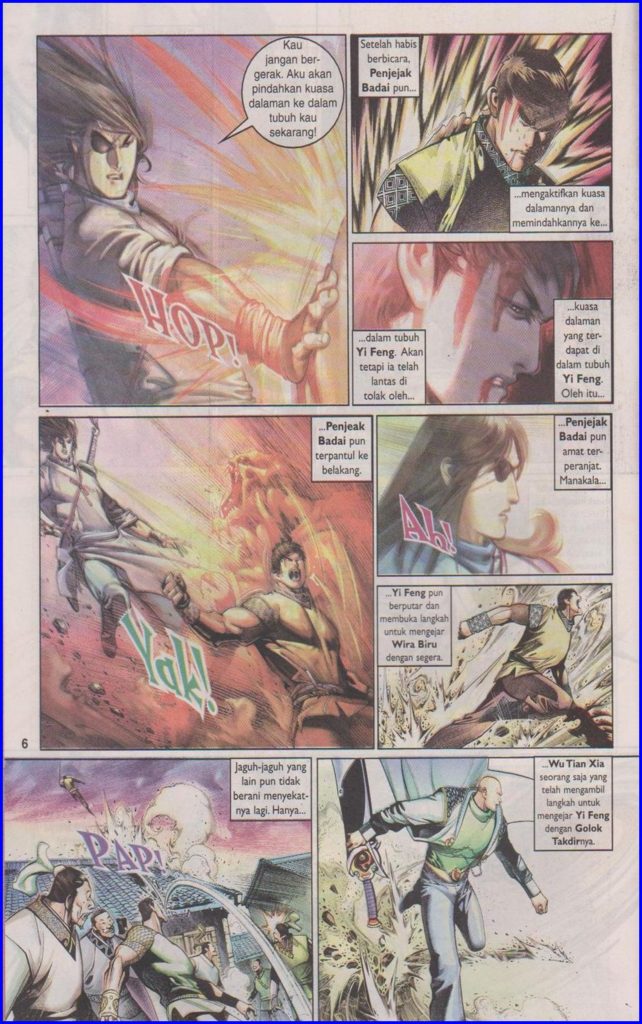 Kau
jangan ber-
gerak. Aku akan
pindahkan kuasa
dalaman ke dalam
tubuh kau
sekarang!
HOP!
Setelah habis
berbicara,
Penjejak
Badai pun...
...mengaktifkan kuasa
dalamannya dan
memindahkannya ke...
...dalam tubuh
Yi Feng. Akan
tetapi ia telah
lantas di
tolak oleh...
...kuasa
dalaman
yang ter-
dapat di
dalam tubuh
Yi Feng.
Oleh itu...
...Penjeak
Badai pun
terpantul ke
belakang.
Yak!
...Penjejak
Badai pun
amat ter-
peranjat.
Manakala...
Ah!
...Yi Feng pun
berputar dan
membuka langkah
untuk mengejar
Wira Biru
dengan segera.
6
Jaguh-jaguh yang
lain pun tidak
berani menyekat-
nya lagi. Hanya...
PAP!
...Wu Tian Xia
seorang saja yang
telah mengambil
langkah untuk
mengejar Yi Feng
dengan Golok
Takdirnya.